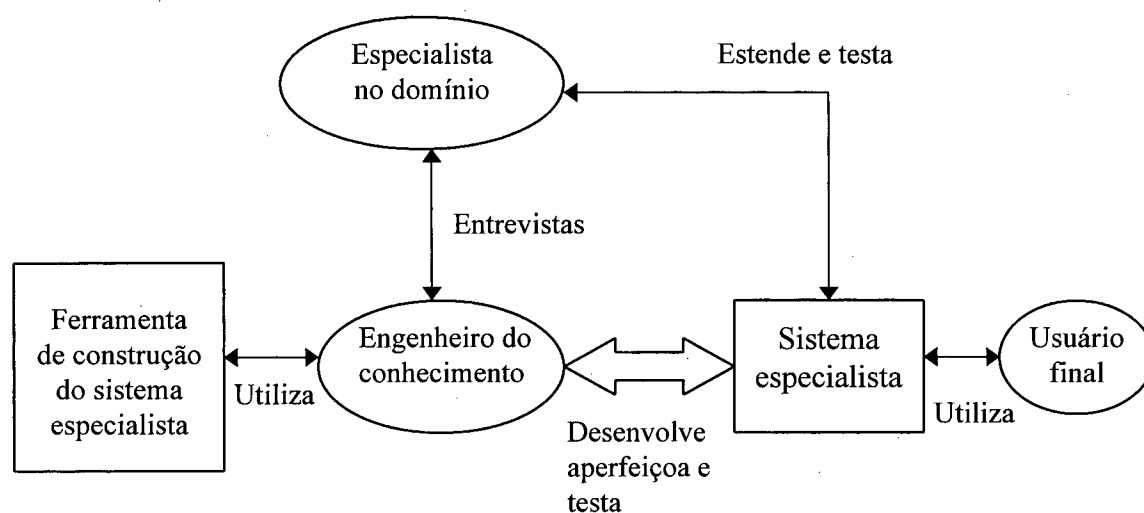 Especialista
no domínio
Estende e testa
Entrevistas
Ferramenta
de construção
do sistema
especialista
Utiliza
Engenheiro do
conhecimento
Desenvolve
aperfeiçoa e
testa
Sistema
especialista
Utiliza
Usuário
final